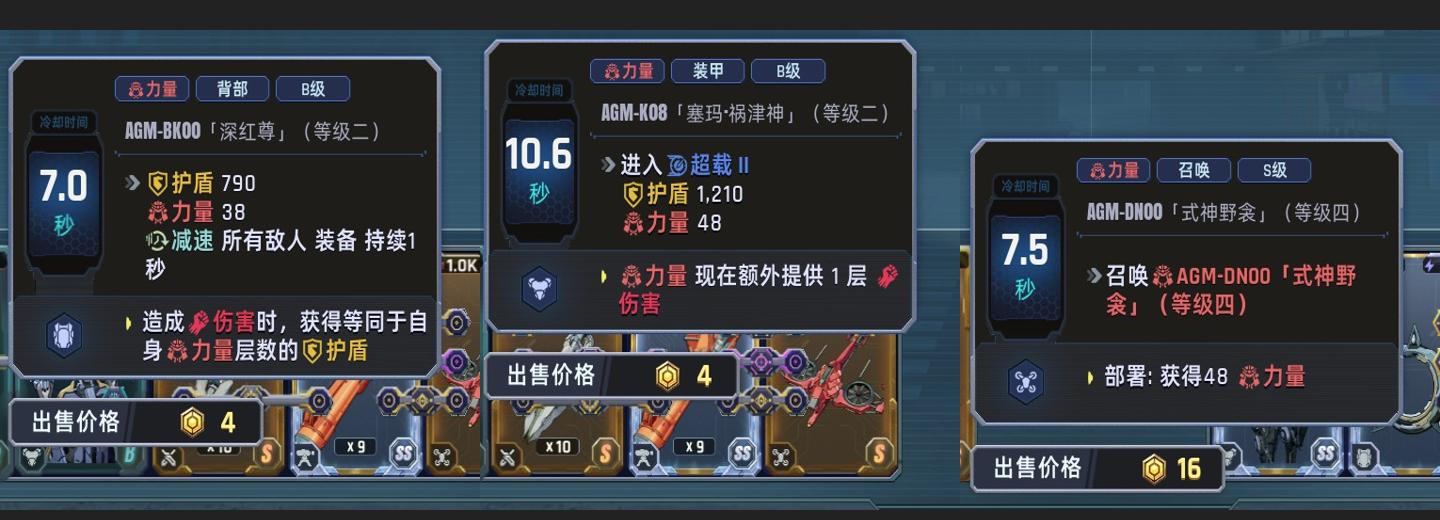 力量 背部 B级
冷却时间
AGM-BK00「深红尊」（等级二）
7.0
秒
护盾 790
力量 38
减速 所有敌人 装备 持续1
秒
造成 伤害时，获得等同于自
身 力量层数的 护盾
1.0K
出售价格 4
B
x10
S
x9
SS
力量 装甲 B级
冷却时间
AGM-K08「塞玛·祸津神」（等级二）
10.6
秒
进入 超载 II
护盾 1,210
力量 48
力量 现在额外提供 1 层
伤害
出售价格 4
x10
S
x9
SS
S
力量 召唤 S级
冷却时间
AGM-DN00「式神野衾」（等级四）
7.5
秒
召唤 AGM-DN00「式神野
衾」（等级四）
部署: 获得48 力量
出售价格 16
SS